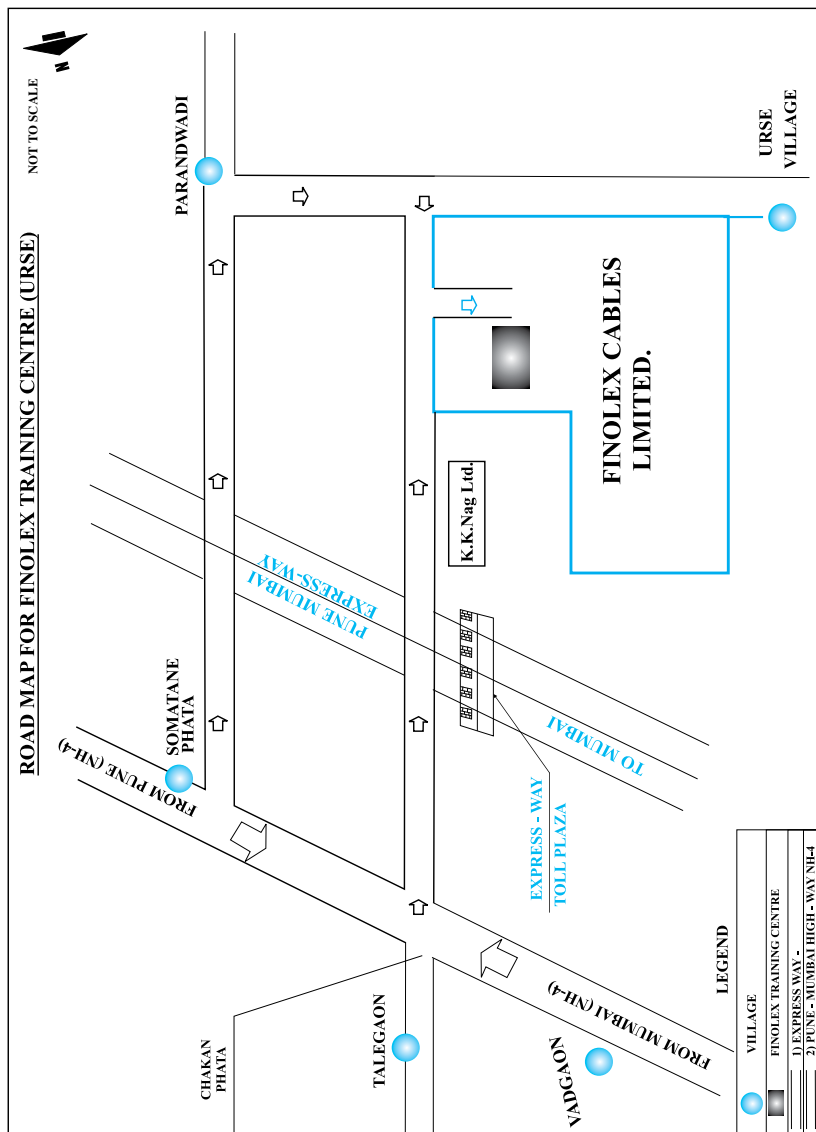 ROAD MAP FOR FINOLEX TRAINING CENTRE (URSE)
NOT TO SCALE
N
CHAKAN
PHATA
FROM PUNE (NH-4)
SOMATANE
PHATA
PARANDWADI
TALEGAON
PUNE MUMBAI
EXPRESS-WAY
VADGAON
FROM MUMBAI (NH-4)
EXPRESS - WAY
TOLL PLAZA
TO MUMBAI
K.K.Nag Ltd.
FINOLEX CABLES
LIMITED.
URSE
VILLAGE
LEGEND
VILLAGE
FINOLEX TRAINING CENTRE
1) EXPRESS WAY -
2) PUNE - MUMBAI HIGH - WAY NH-4